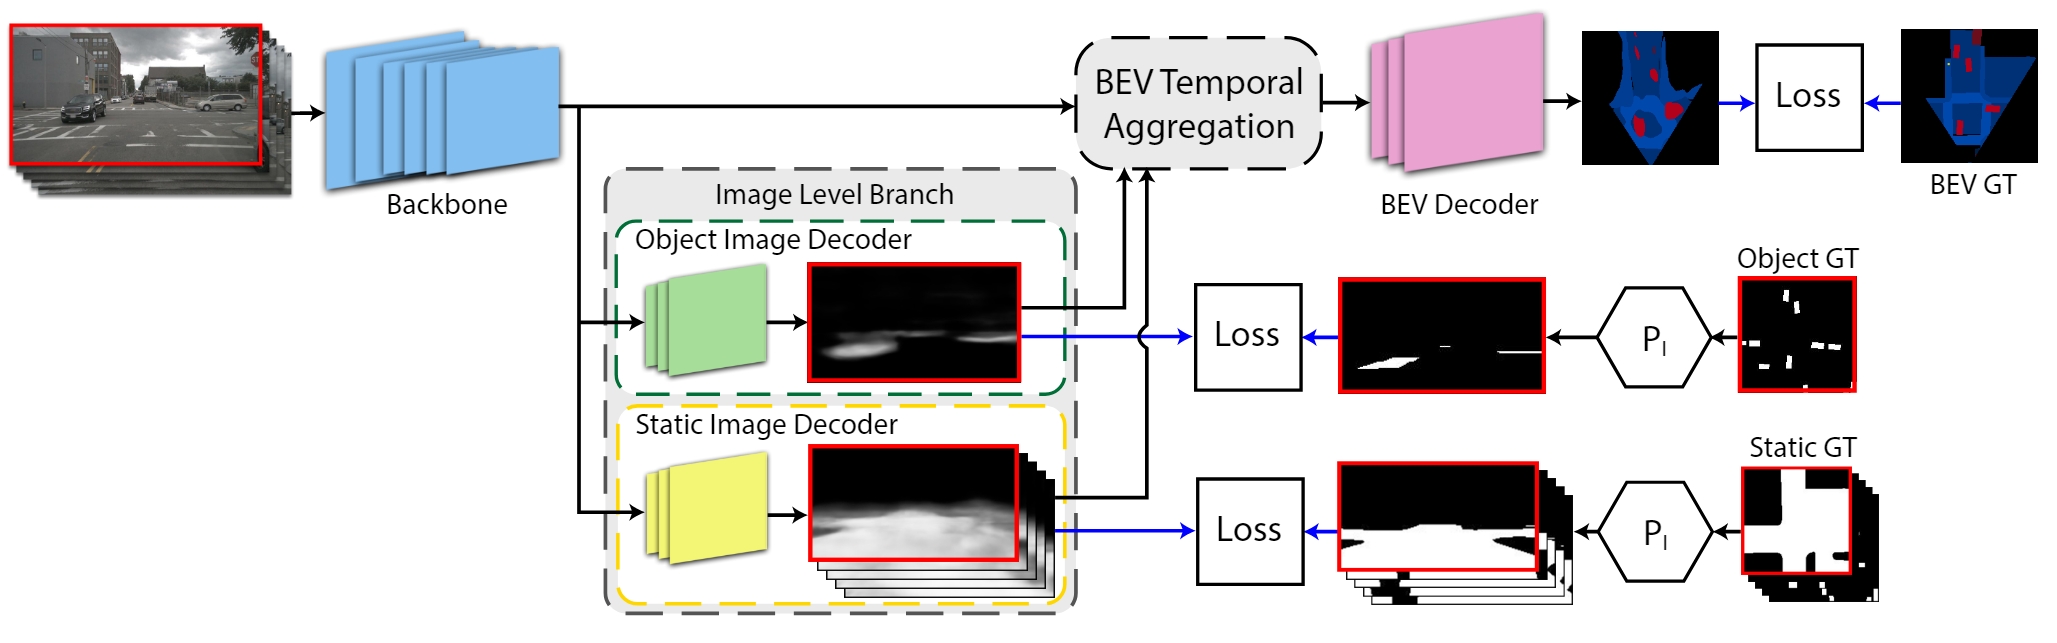 BEV Temporal
Aggregation
Loss
Backbone
BEV Decoder
BEV GT
Image Level Branch
Object Image Decoder
Object GT
Loss
P_I
Static Image Decoder
Static GT
Loss
P_I